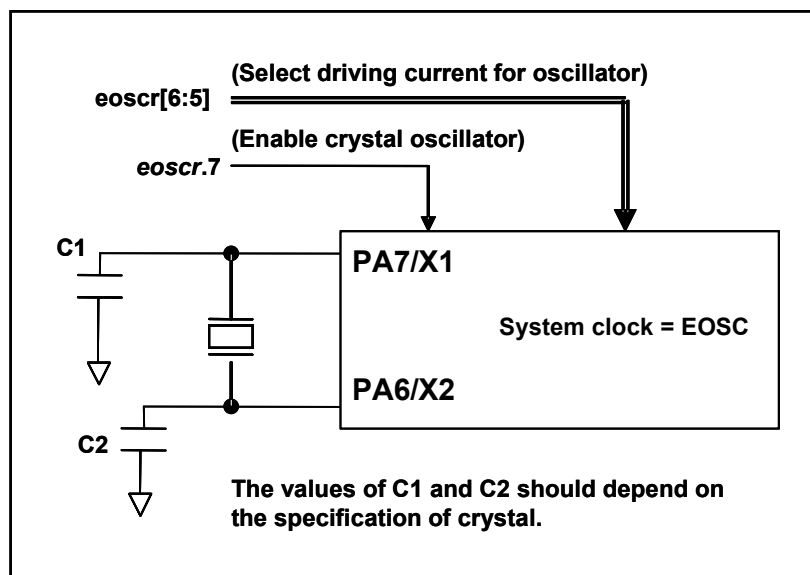 (Select driving current for oscillator)
eoscr[6:5]
(Enable crystal oscillator)
eoscr.7
C1
PA7/X1
System clock = EOSC
PA6/X2
C2
The values of C1 and C2 should depend on
the specification of crystal.